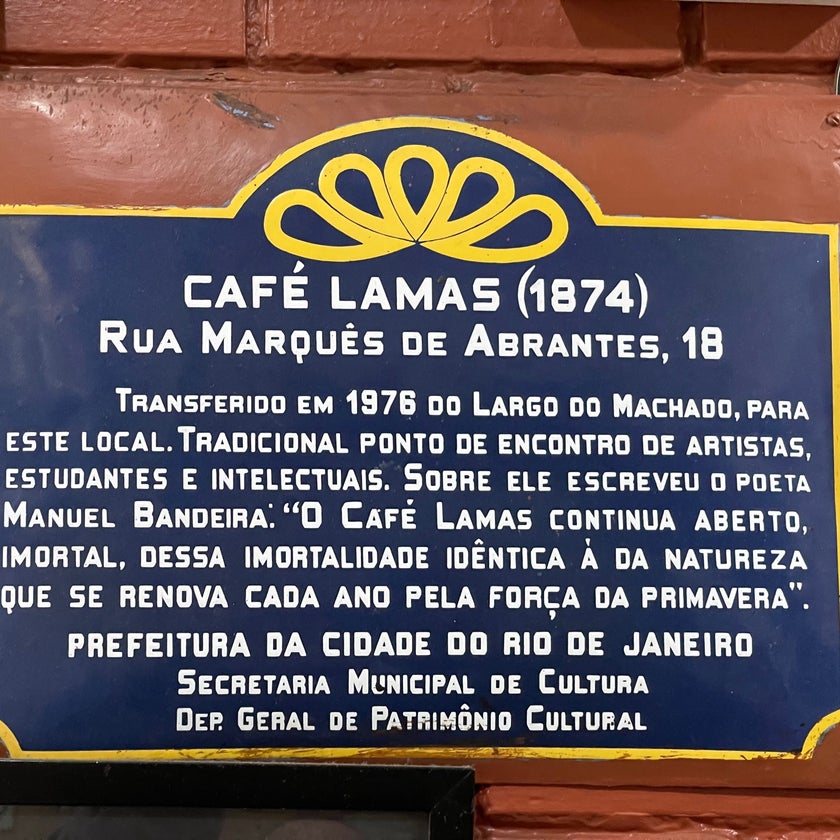 CAFÉ LAMAS (1874)
RUA MARQUÊS DE ABRANTES, 18
TRANSFERIDO EM 1976 DO LARGO DO MACHADO, PARA
ESTE LOCAL. TRADICIONAL PONTO DE ENCONTRO DE ARTISTAS,
ESTUDANTES E INTELECTUAIS. SOBRE ELE ESCREVEU O POETA
MANUEL BANDEIRA: "O CAFÉ LAMAS CONTINUA ABERTO,
IMORTAL, DESSA IMORTALIDADE IDÊNTICA À DA NATUREZA
QUE SE RENOVA CADA ANO PELA FORÇA DA PRIMAVERA".
PREFEITURA DA CIDADE DO RIO DE JANEIRO
SECRETARIA MUNICIPAL DE CULTURA
DEP. GERAL DE PATRIMÔNIO CULTURAL